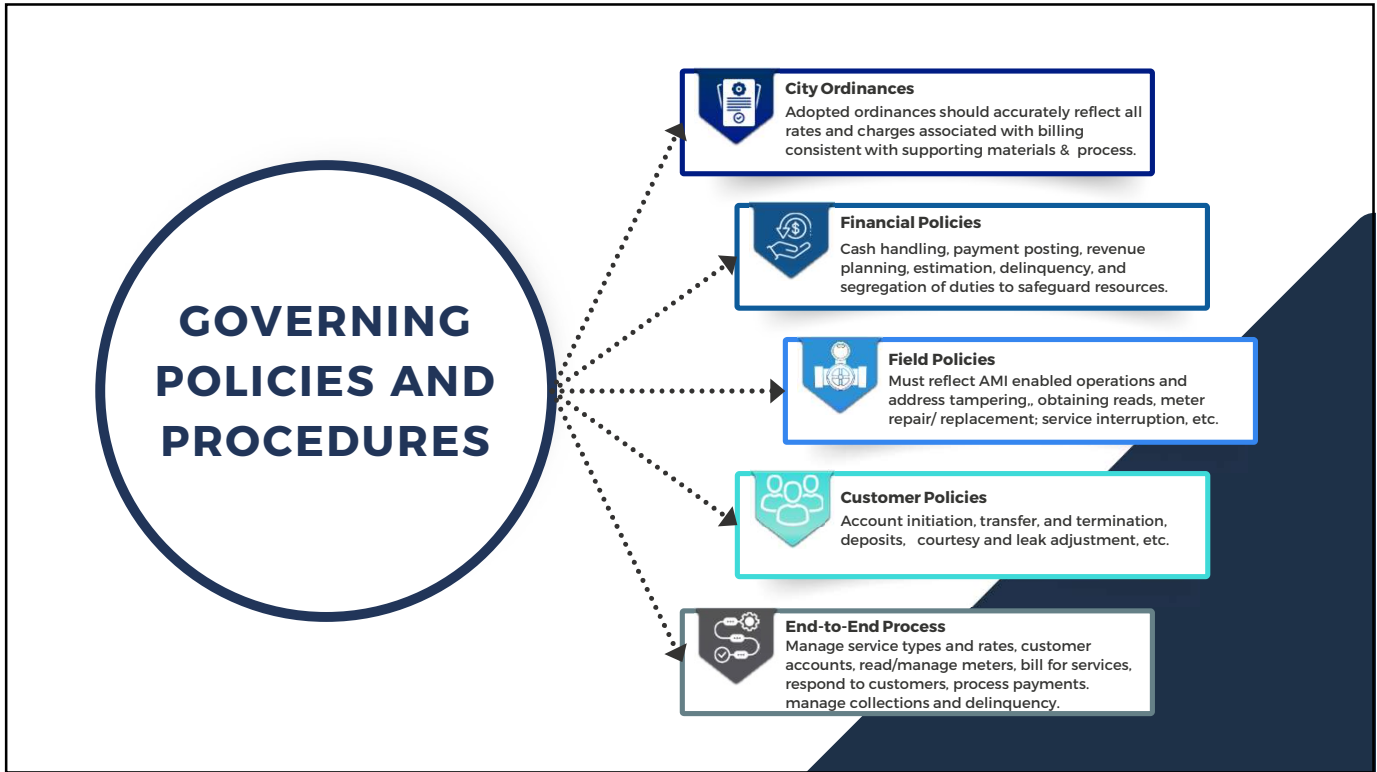 GOVERNING
POLICIES AND
PROCEDURES
City Ordinances
Adopted ordinances should accurately reflect all
rates and charges associated with billing
consistent with supporting materials & process.
Financial Policies
Cash handling, payment posting, revenue
planning, estimation, delinquency, and
segregation of duties to safeguard resources.
Field Policies
Must reflect AMI enabled operations and
address tampering,, obtaining reads, meter
repair/ replacement; service interruption, etc.
Customer Policies
Account initiation, transfer, and termination,
deposits, courtesy and leak adjustment, etc.
End-to-End Process
Manage service types and rates, customer
accounts, read/manage meters, bill for services,
respond to customers, process payments.
manage collections and delinquency.